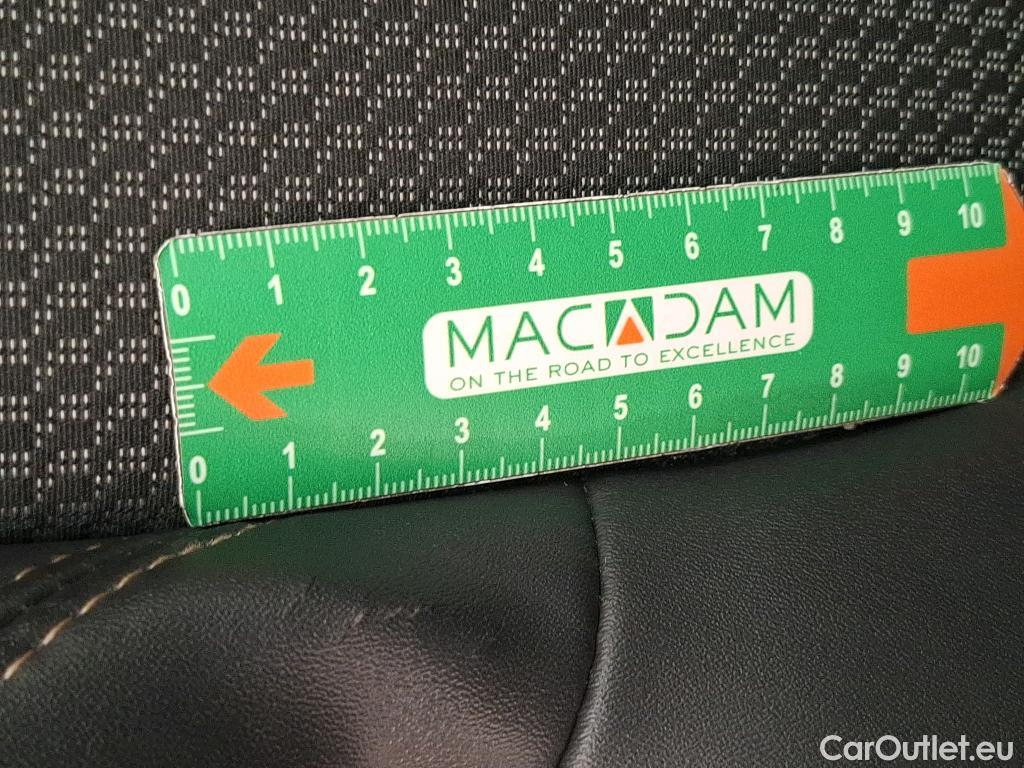 0 1 2 3 4 5 6 7 8 9 10
MACADAM
ON THE ROAD TO EXCELLENCE
0 1 2 3 4 5 6 7 8 9 10
CarOutlet.eu